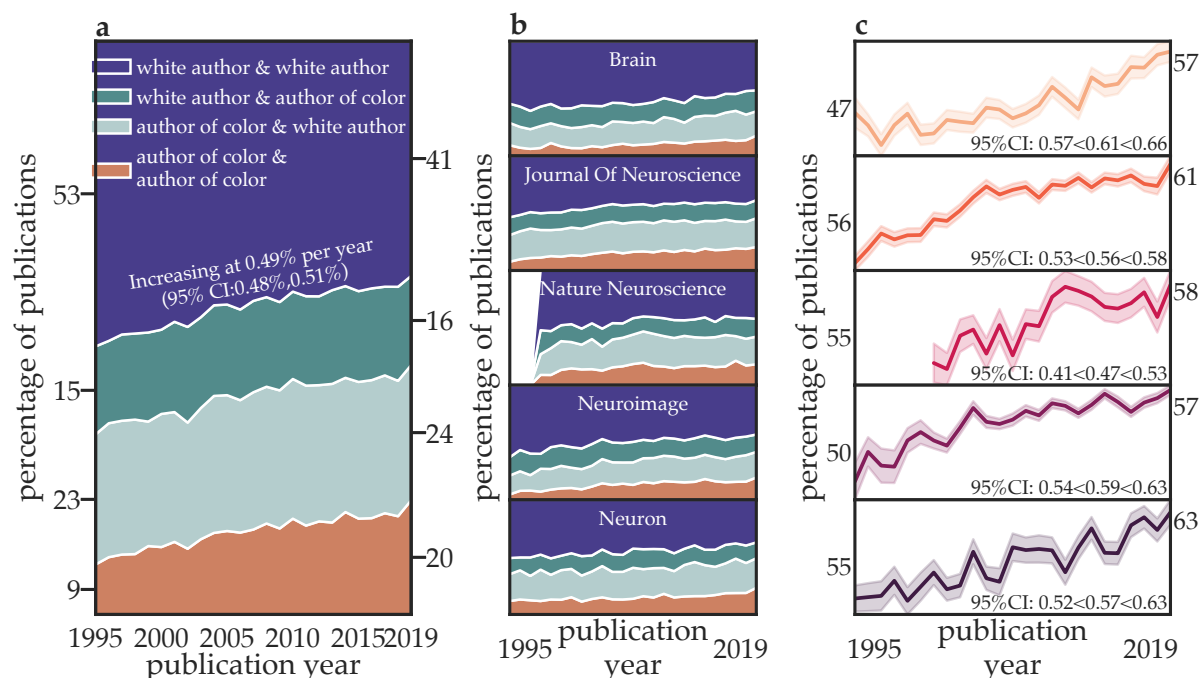 a
white author & white author
white author & author of color
author of color & white author
author of color &
author of color
Increasing at 0.49% per year
(95% CI:0.48%,0.51%)
percentage of publications
53
15
23
9
41
16
24
20
1995 2000 2005 2010 2015 2019
publication year
b
Brain
Journal Of Neuroscience
Nature Neuroscience
Neuroimage
Neuron
percentage of publications
publication
1995 2019
year
c
47
57
95%CI: 0.57<0.61<0.66
56
61
95%CI: 0.53<0.56<0.58
55
58
95%CI: 0.41<0.47<0.53
50
57
95%CI: 0.54<0.59<0.63
55
63
95%CI: 0.52<0.57<0.63
percentage of publications
publication
1995 2019
year